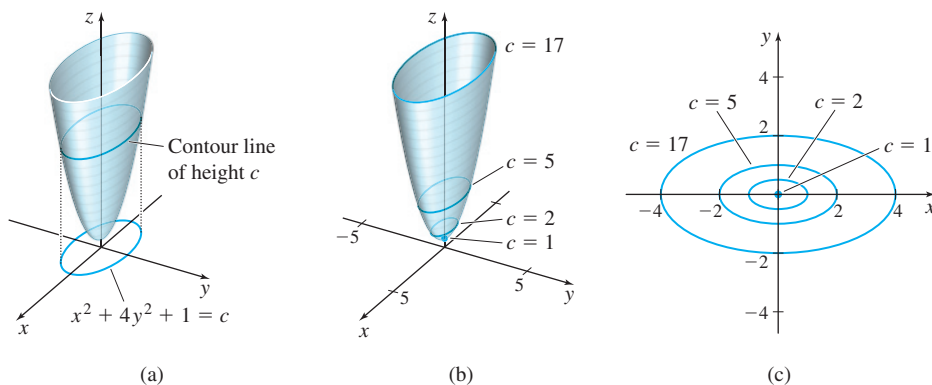 z
Contour line
of height c
y
x
x² + 4y² + 1 = c
(a)
z
c = 17
c = 5
c = 2
c = 1
−5
5
5
y
x
(b)
y
4
c = 5
c = 2
c = 17
2
c = 1
−4
−2
2
4
x
−2
−4
(c)